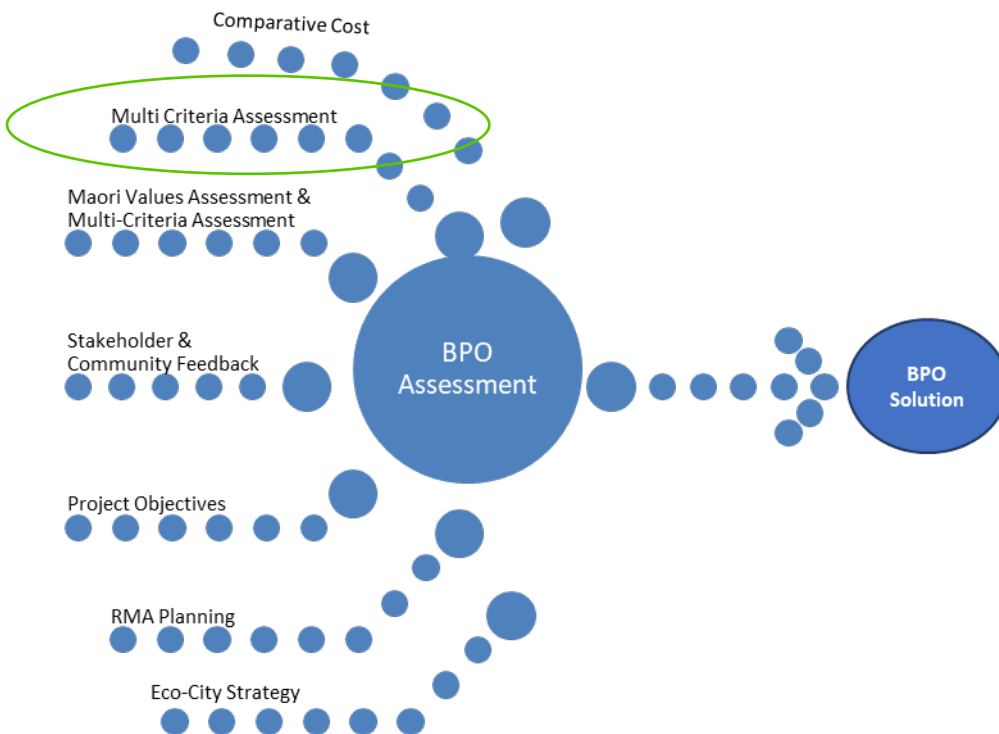 Comparative Cost
Multi Criteria Assessment
Maori Values Assessment &
Multi-Criteria Assessment
Stakeholder &
Community Feedback
Project Objectives
RMA Planning
Eco-City Strategy
BPO
Assessment
BPO
Solution